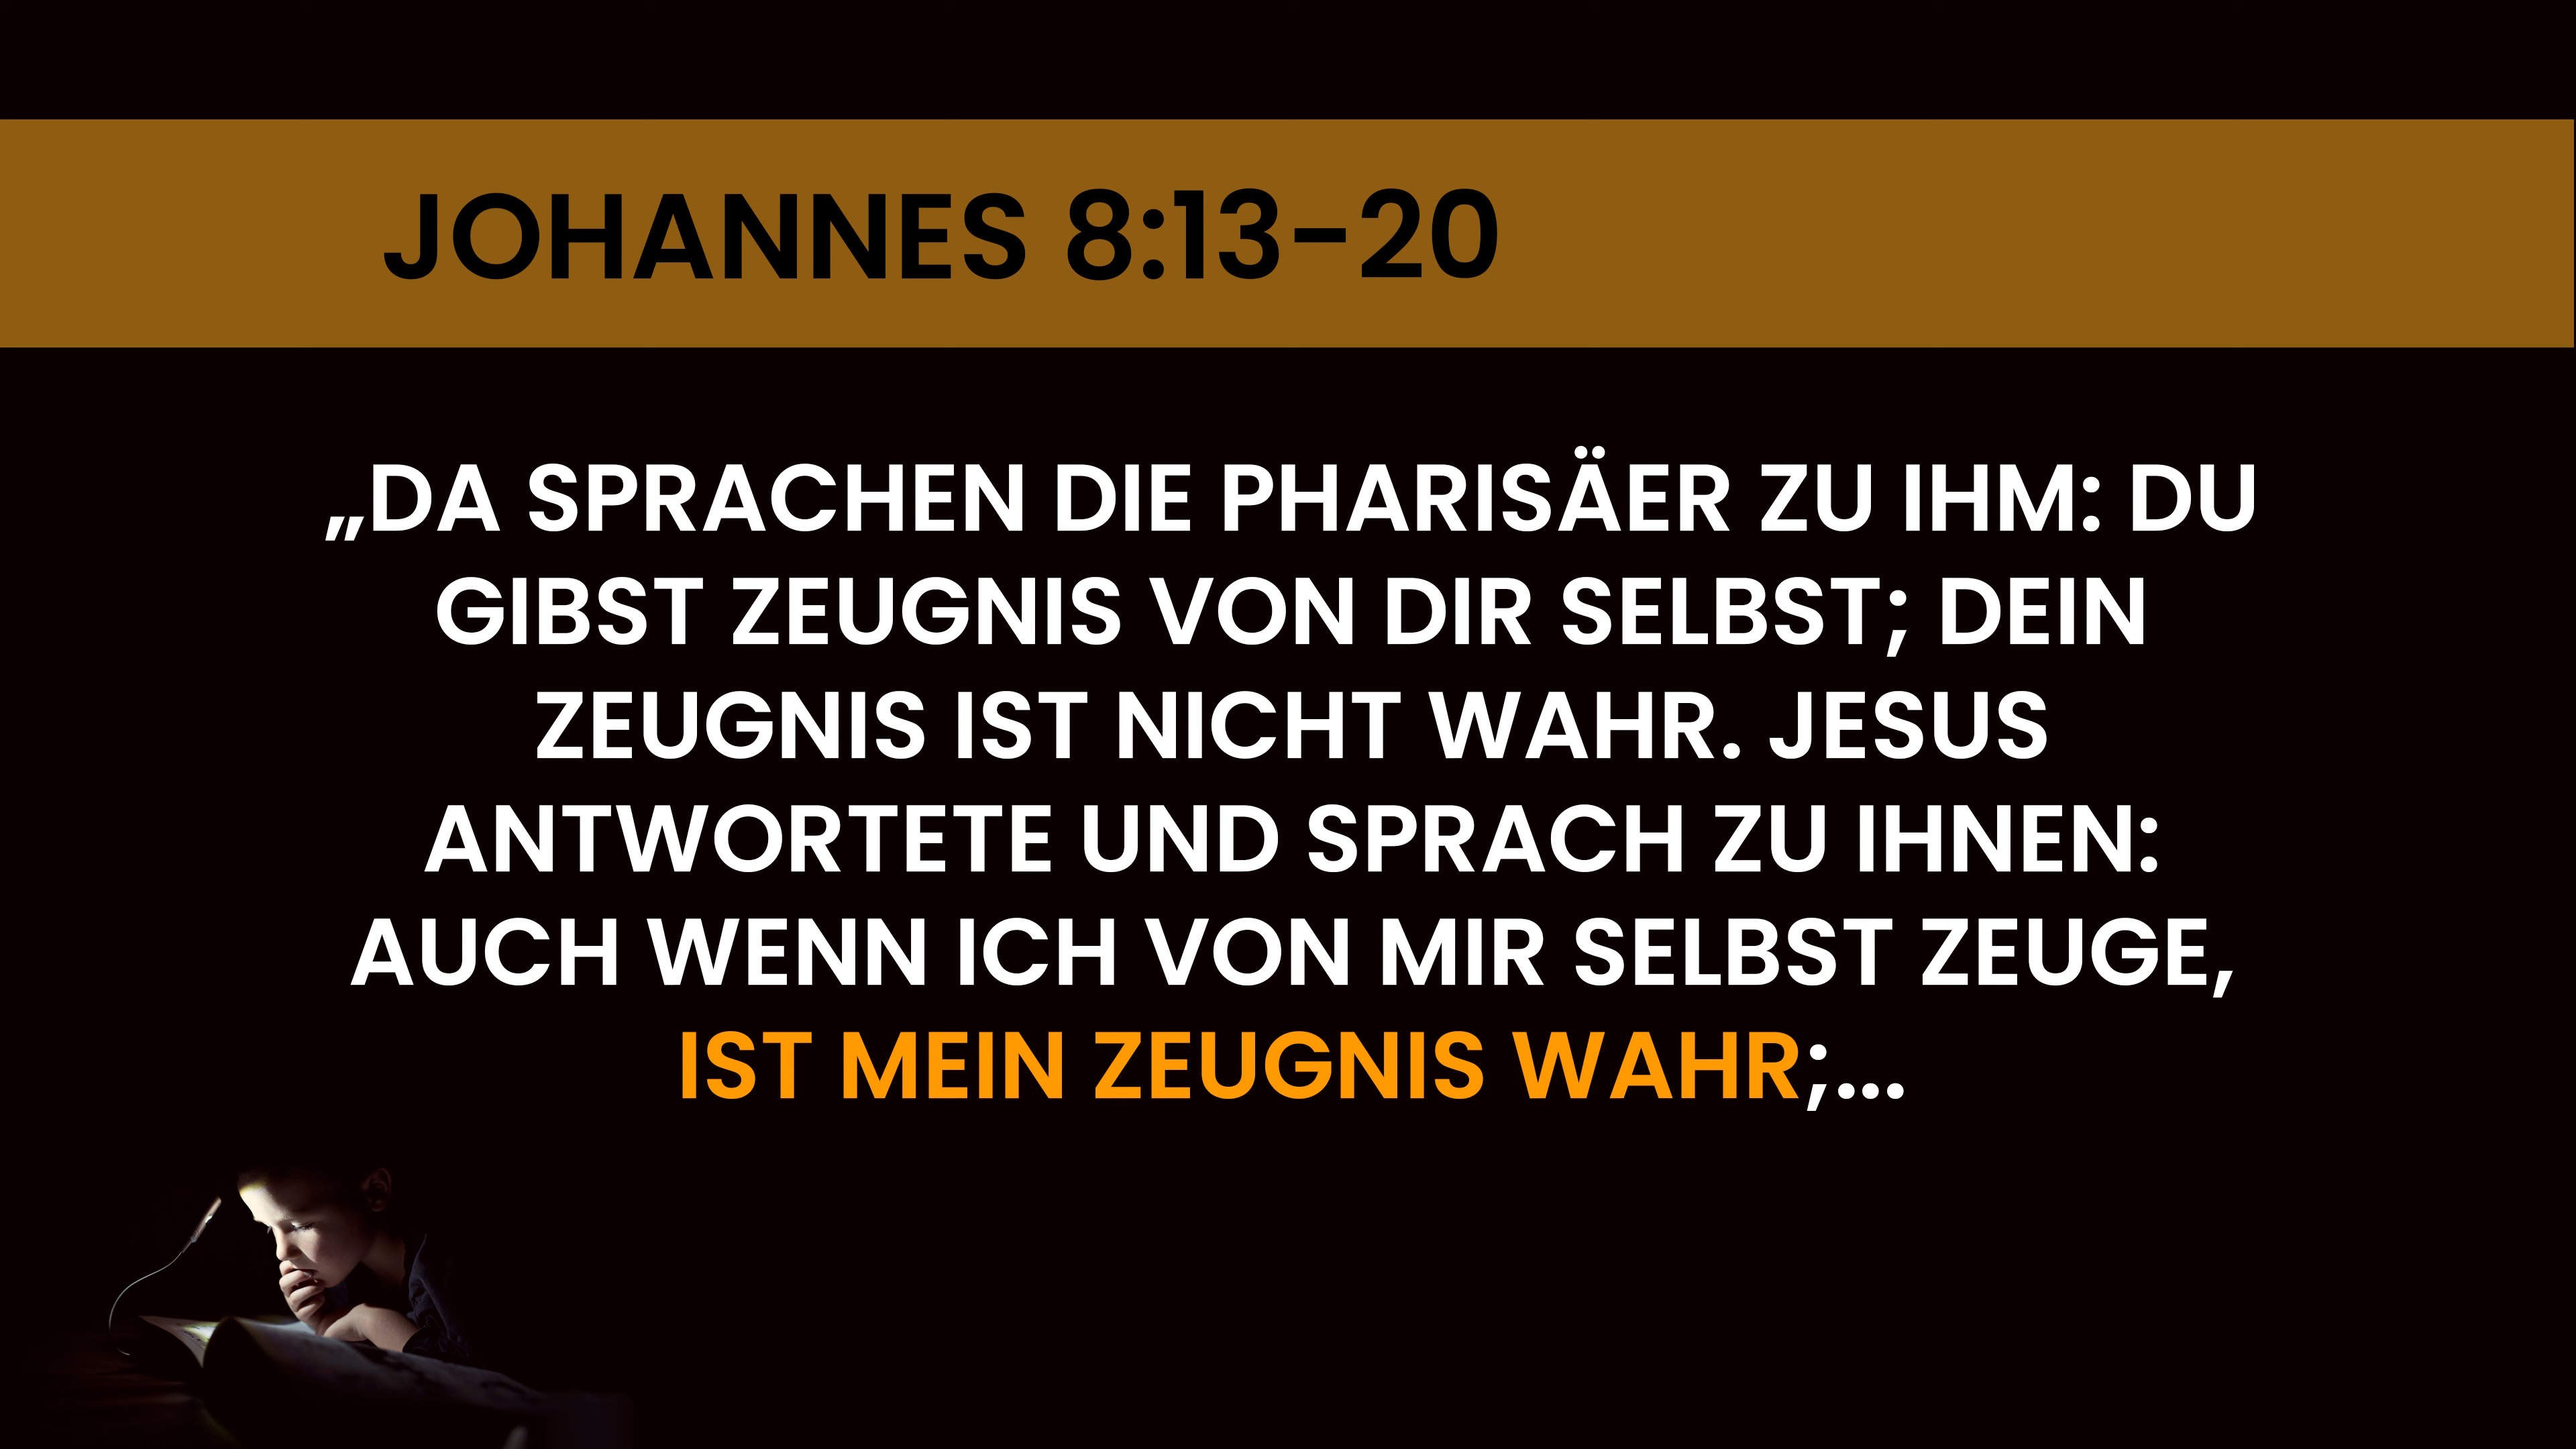 JOHANNES 8:13-20
„DA SPRACHEN DIE PHARISÄER ZU IHM: DU
GIBST ZEUGNIS VON DIR SELBST; DEIN
ZEUGNIS IST NICHT WAHR. JESUS
ANTWORTETE UND SPRACH ZU IHNEN:
AUCH WENN ICH VON MIR SELBST ZEUGE,
IST MEIN ZEUGNIS WAHR;...